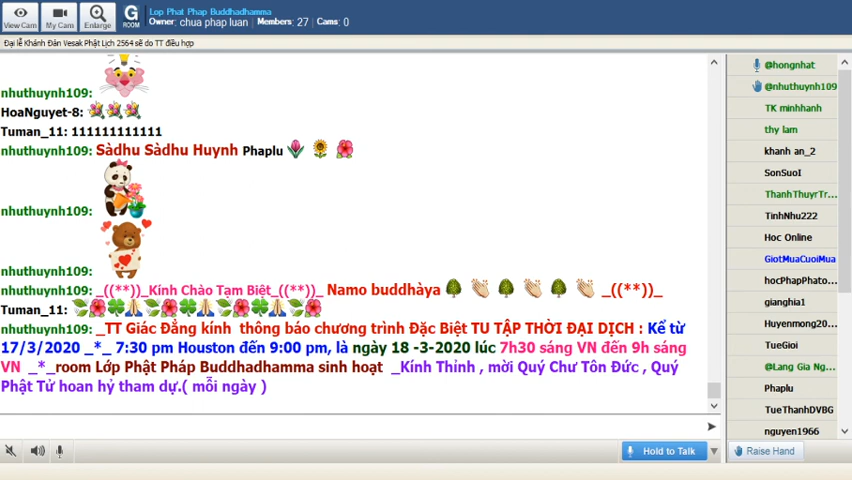 Lop Phat Phap Buddhadhamma
Owner: chua phap luan Members: 27 Cams: 0
View Cam
My Cam
Enlarge
G
ROOM
Đại lễ Khánh Đản Vesak Phật Lịch 2564 sẽ do TT điều hợp
nhuthuynh109:
HoaNguyet-8:
Tuman_11: 111111111111
nhuthuynh109: Sàdhu Sàdhu Huynh Phaplu
nhuthuynh109:
nhuthuynh109:
nhuthuynh109: _((**))_Kính Chào Tạm Biệt_((**))_ Namo buddhàya _((**))_
Tuman_11:
nhuthuynh109: _TT Giác Đẳng kính thông báo chương trình Đặc Biệt TU TẬP THỜI ĐẠI DỊCH : Kể từ
17/3/2020 _*_ 7:30 pm Houston đến 9:00 pm, là ngày 18 -3-2020 lúc 7h30 sáng VN đến 9h sáng
VN _*_room Lớp Phật Pháp Buddhadhamma sinh hoạt _Kính Thỉnh , mời Quý Chư Tôn Đức , Quý
Phật Tử hoan hỷ tham dự.( mỗi ngày )
@hongnhat
@nhuthuynh109
TK minhhanh
thy lam
khanh an_2
SonSuoI
ThanhThuyrTr...
TinhNhu222
Hoc Online
GiotMuaCuoiMua
hocPhapPhato...
gianghia1
Huyenmong20...
TueGioi
@Lang Gia Ng...
Phaplu
TueThanhDVBG
nguyen1966
Hold to Talk
Raise Hand